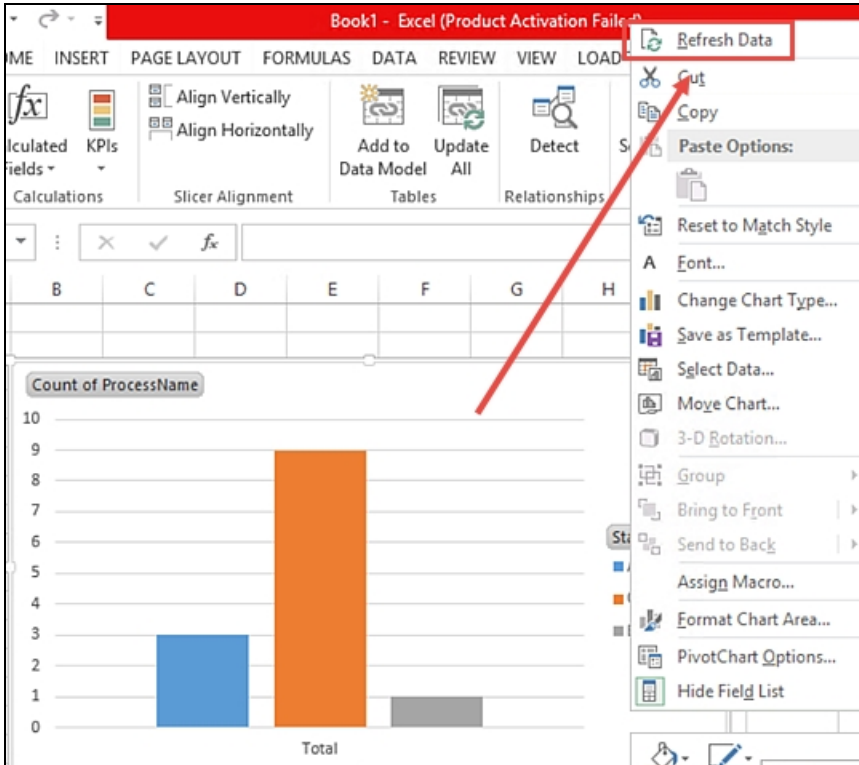 Book1 - Excel (Product Activation Failed)
INSERT PAGE LAYOUT FORMULAS DATA REVIEW VIEW
Align Vertically
Align Horizontally
KPIs
Add to
Data Model
Update
All
Detect
Calculations
Slicer Alignment
Tables
Relationships
fx
B C D E F G H
Count of ProcessName
10
9
8
7
6
5
4
3
2
1
0
Total
Refresh Data
Cut
Copy
Paste Options:
Reset to Match Style
A Font...
Change Chart Type...
Save as Template...
Select Data...
Move Chart...
3-D Rotation...
Group
Bring to Front
Send to Back
Assign Macro...
Format Chart Area...
PivotChart Options...
Hide Field List